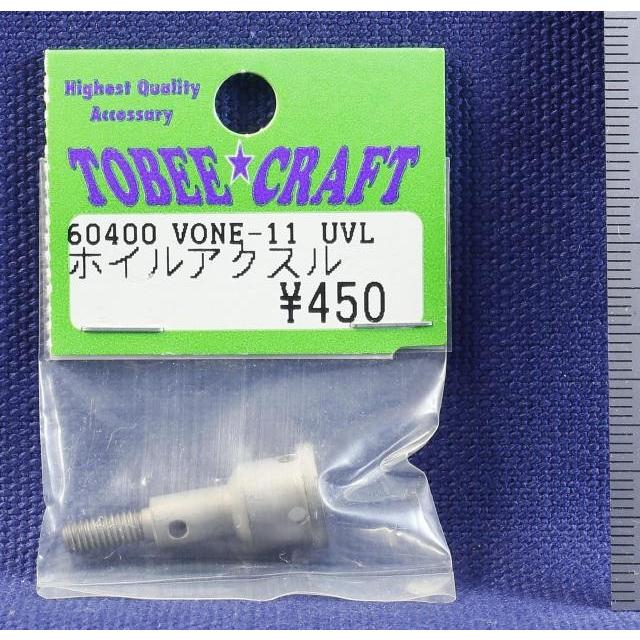 Highest Quality
Accessary
TOBEE★CRAFT
60400 VONE-11 UVL
ホイルアクスル
¥450